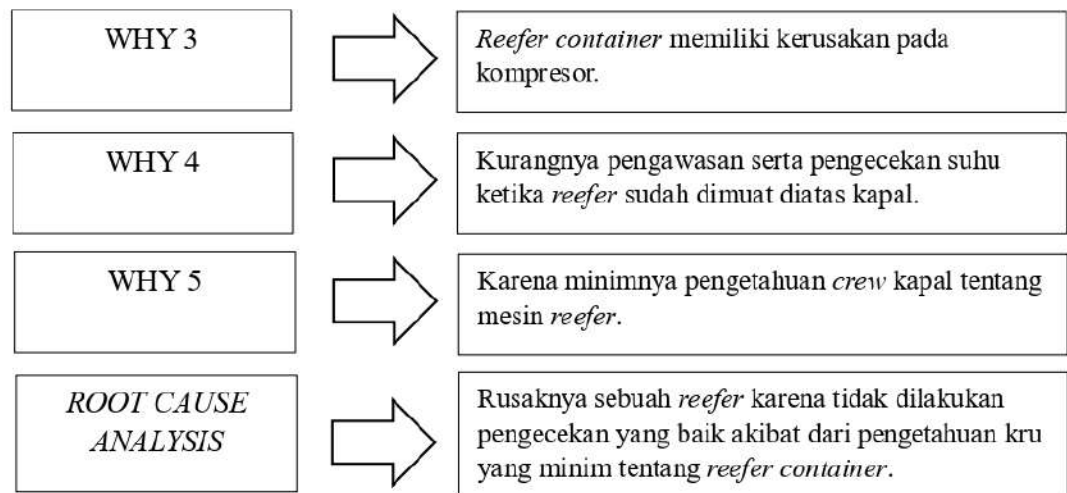 WHY 3
Reefer container memiliki kerusakan pada
kompresor.
WHY 4
Kurangnya pengawasan serta pengecekan suhu
ketika reefer sudah dimuat diatas kapal.
WHY 5
Karena minimnya pengetahuan crew kapal tentang
mesin reefer.
ROOT CAUSE
ANALYSIS
Rusaknya sebuah reefer karena tidak dilakukan
pengecekan yang baik akibat dari pengetahuan kru
yang minim tentang reefer container.